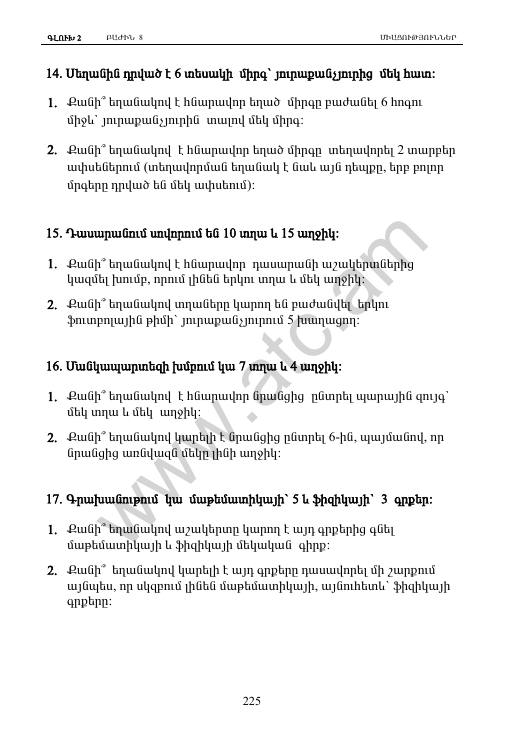 ԳԼՈՒԽ 2 ԲԱԺԻՆ 8 ՄԻԱՑՈՒԹՅՈՒՆՆԵՐ
14. Սեղանին դրված է 6 տեսակի միրգ՝ յուրաքանչյուրից մեկ հատ:
1. Քանի՞ եղանակով է հնարավոր եղած միրգը բաժանել 6 հոգու
միջև՝ յուրաքանչյուրին տալով մեկ միրգ:
2. Քանի՞ եղանակով է հնարավոր եղած միրգը տեղավորել 2 տարբեր
ափսեներում (տեղավորման եղանակ է նաև այն դեպքը, երբ բոլոր
մրգերը դրված են մեկ ափսեում):
15. Դասարանում սովորում են 10 տղա և 15 աղջիկ:
1. Քանի՞ եղանակով է հնարավոր դասարանի աշակերտներից
կազմել խումբ, որում լինեն երկու տղա և մեկ աղջիկ:
2. Քանի՞ եղանակով տղաները կարող են բաժանվել երկու
ֆուտբոլային թիմի՝ յուրաքանչյուրում 5 խաղացող:
16. Մանկապարտեզի խմբում կա 7 տղա և 4 աղջիկ:
1. Քանի՞ եղանակով է հնարավոր նրանցից ընտրել պարային զույգ՝
մեկ տղա և մեկ աղջիկ:
2. Քանի՞ եղանակով կարելի է նրանցից ընտրել 6-ին, պայմանով, որ
նրանցից առնվազն մեկը լինի աղջիկ:
17. Գրախանութում կա մաթեմատիկայի՝ 5 և ֆիզիկայի՝ 3 գրքեր:
1. Քանի՞ եղանակով աշակերտը կարող է այդ գրքերից գնել
մաթեմատիկայի և ֆիզիկայի մեկական գիրք:
2. Քանի՞ եղանակով կարելի է այդ գրքերը դասավորել մի շարքում
այնպես, որ սկզբում լինեն մաթեմատիկայի, այնուհետև՝ ֆիզիկայի
գրքերը:
www.atc.am
225